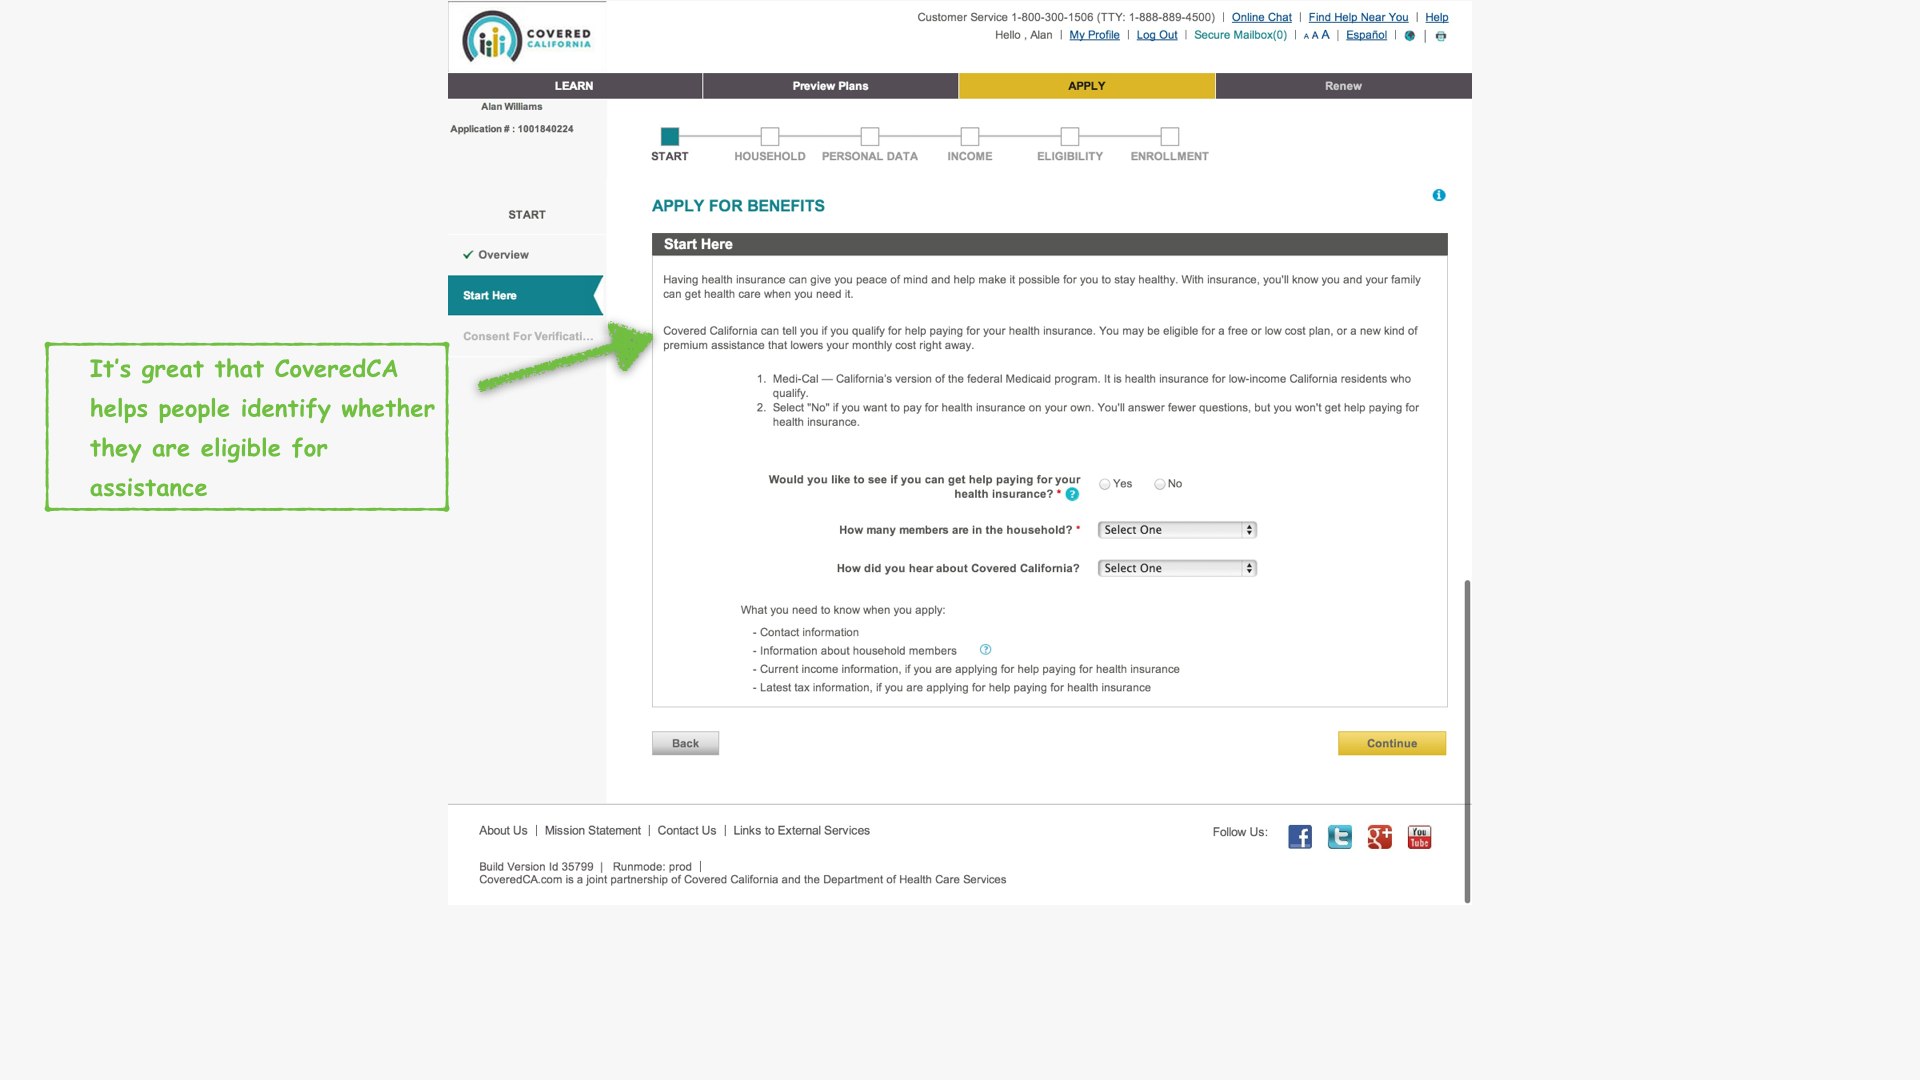 COVERED
CALIFORNIA
Customer Service 1-800-300-1506 (TTY: 1-888-889-4500) | Online Chat | Find Help Near You | Help
Hello , Alan | My Profile | Log Out | Secure Mailbox(0) | A A A | Español | |
LEARN
Preview Plans
APPLY
Renew
Alan Williams
Application # : 1001840224
START
HOUSEHOLD
PERSONAL DATA
INCOME
ELIGIBILITY
ENROLLMENT
START
Overview
Start Here
Consent For Verificati...
It's great that CoveredCA
helps people identify whether
they are eligible for
assistance
APPLY FOR BENEFITS
Start Here
Having health insurance can give you peace of mind and help make it possible for you to stay healthy. With insurance, you'll know you and your family
can get health care when you need it.
Covered California can tell you if you qualify for help paying for your health insurance. You may be eligible for a free or low cost plan, or a new kind of
premium assistance that lowers your monthly cost right away.
1. Medi-Cal — California's version of the federal Medicaid program. It is health insurance for low-income California residents who
qualify.
2. Select "No" if you want to pay for health insurance on your own. You'll answer fewer questions, but you won't get help paying for
health insurance.
Would you like to see if you can get help paying for your
health insurance? * ?
Yes
No
How many members are in the household? *
Select One
How did you hear about Covered California?
Select One
What you need to know when you apply:
- Contact information
- Information about household members ?
- Current income information, if you are applying for help paying for health insurance
- Latest tax information, if you are applying for help paying for health insurance
Back
Continue
About Us | Mission Statement | Contact Us | Links to External Services
Follow Us:
You
Tube
Build Version Id 35799 | Runmode: prod |
CoveredCA.com is a joint partnership of Covered California and the Department of Health Care Services